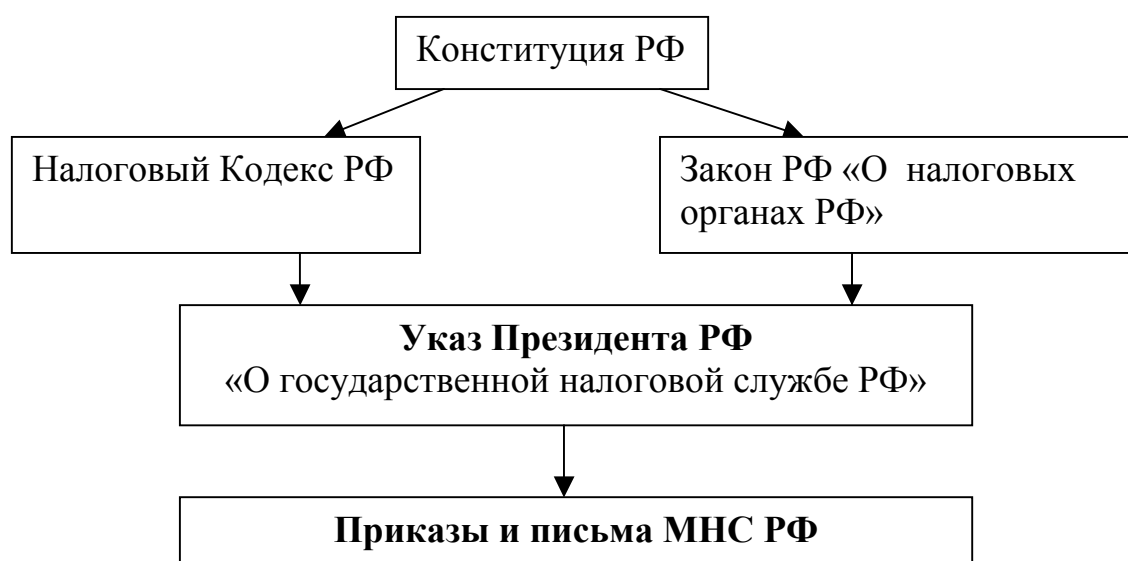 Конституция РФ
Налоговый Кодекс РФ
Закон РФ «О налоговых
органах РФ»
Указ Президента РФ
«О государственной налоговой службе РФ»
Приказы и письма МНС РФ